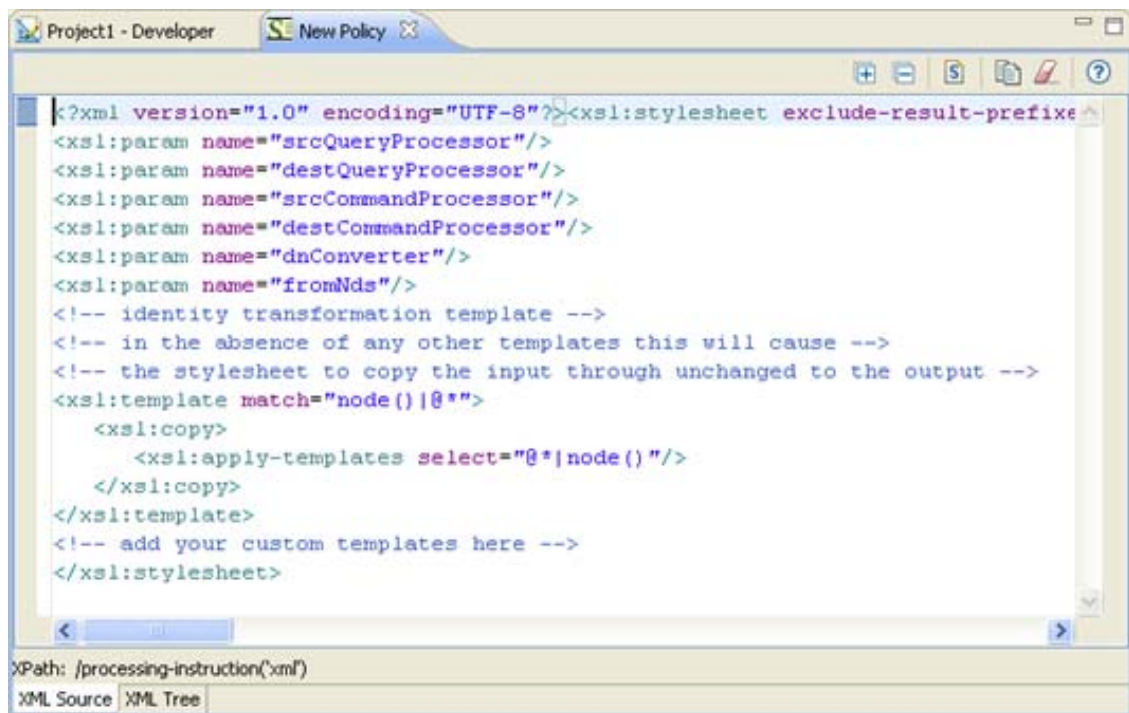 Project1 - Developer New Policy
<?xml version="1.0" encoding="UTF-8"?><xsl:stylesheet exclude-result-prefixe
<xsl:param name="srcQueryProcessor"/>
<xsl:param name="destQueryProcessor"/>
<xsl:param name="srcCommandProcessor"/>
<xsl:param name="destCommandProcessor"/>
<xsl:param name="dnConverter"/>
<xsl:param name="fromNds"/>
<!-- identity transformation template -->
<!-- in the absence of any other templates this will cause -->
<!-- the stylesheet to copy the input through unchanged to the output -->
<xsl:template match="node()|@*">
<xsl:copy>
<xsl:apply-templates select="@*|node()"/>
</xsl:copy>
</xsl:template>
<!-- add your custom templates here -->
</xsl:stylesheet>
XPath: /processing-instruction('xml')
XML Source XML Tree